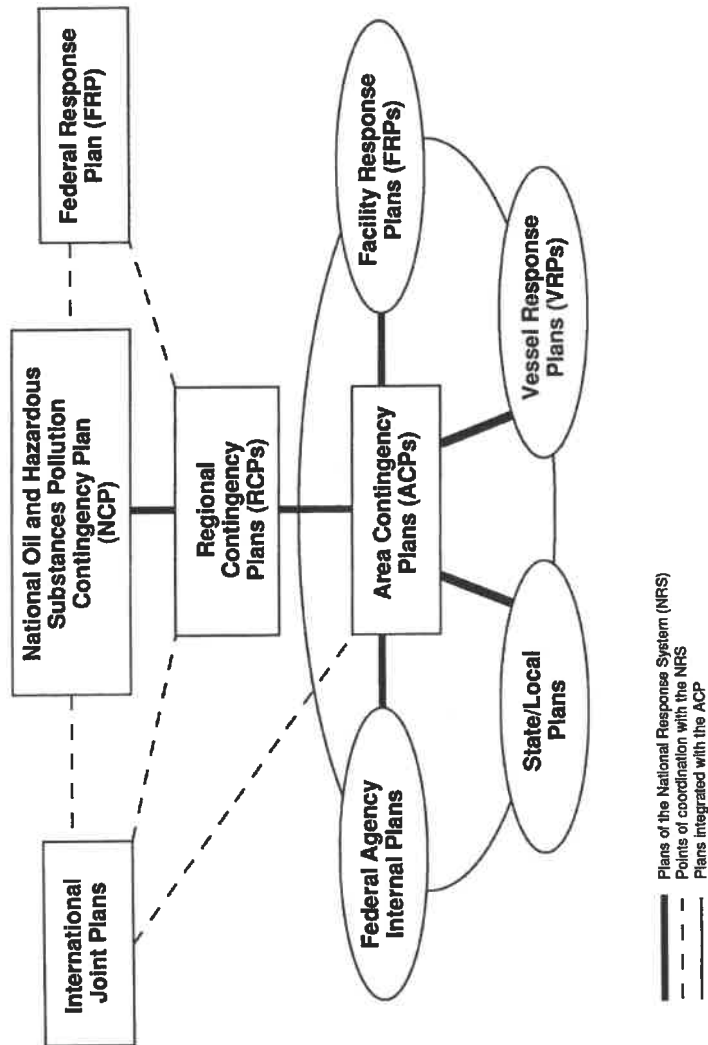 National Oil and Hazardous
Substances Pollution
Contingency Plan
(NCP)
Federal Response
Plan (FRP)
International
Joint Plans
Regional
Contingency
Plans (RCPs)
Area Contingency
Plans (ACPs)
Federal Agency
Internal Plans
Facility Response
Plans (FRPs)
State/Local
Plans
Vessel Response
Plans (VRPs)
Plans of the National Response System (NRS)
Points of coordination with the NRS
Plans integrated with the ACP